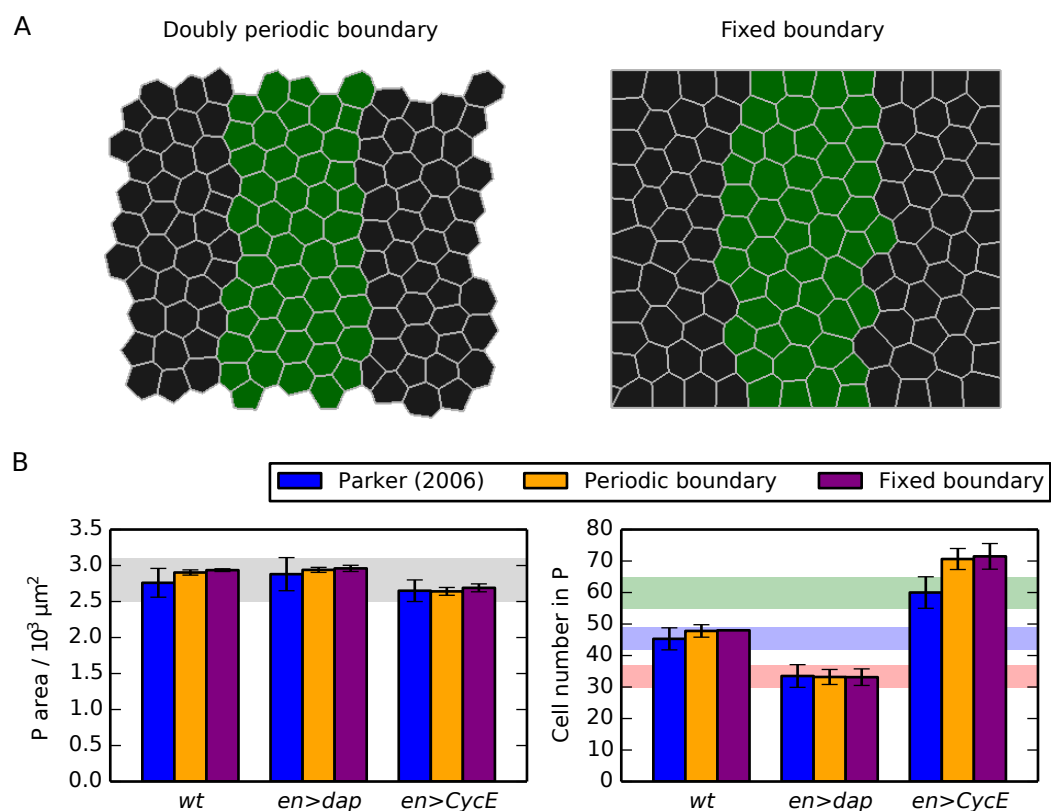 A
Doubly periodic boundary
Fixed boundary
B
Parker (2006)
Periodic boundary
Fixed boundary
P area / 10³ µm²
3.5
3.0
2.5
2.0
1.5
1.0
0.5
0.0
wt
en>dap
en>CycE
Cell number in P
80
70
60
50
40
30
20
10
0
wt
en>dap
en>CycE